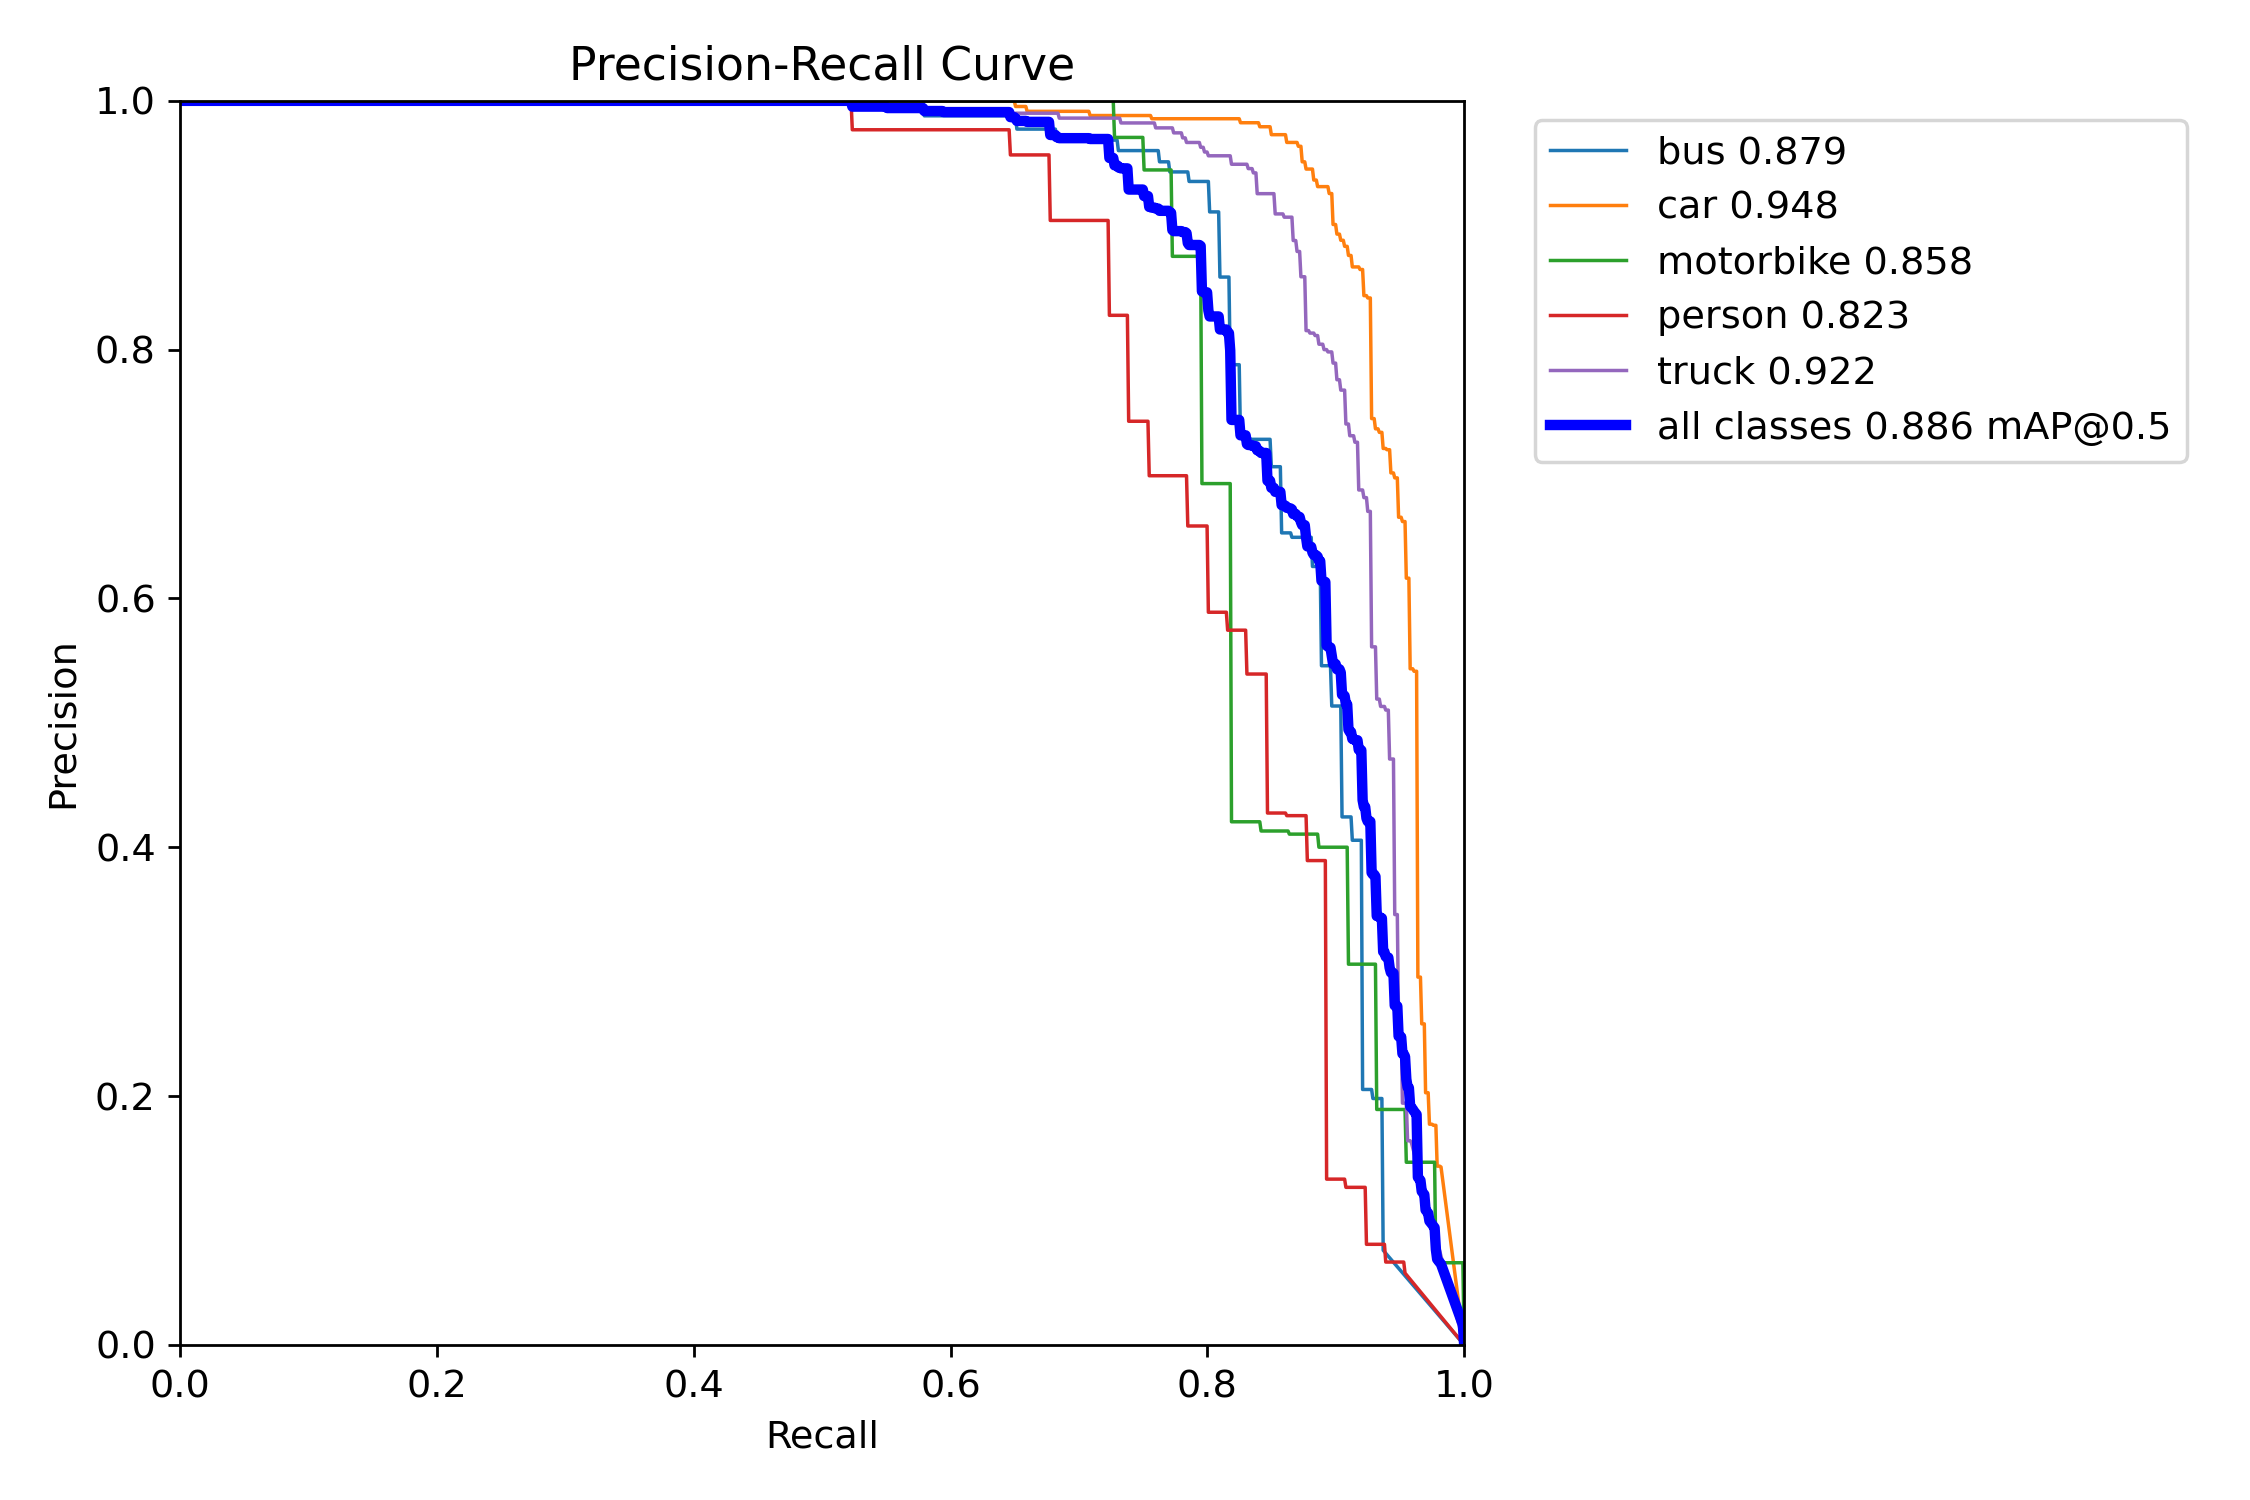 Precision-Recall Curve
1.0
0.8
0.6
0.4
0.2
0.0
Precision
0.0 0.2 0.4 0.6 0.8 1.0
Recall
bus 0.879
car 0.948
motorbike 0.858
person 0.823
truck 0.922
all classes 0.886 mAP@0.5